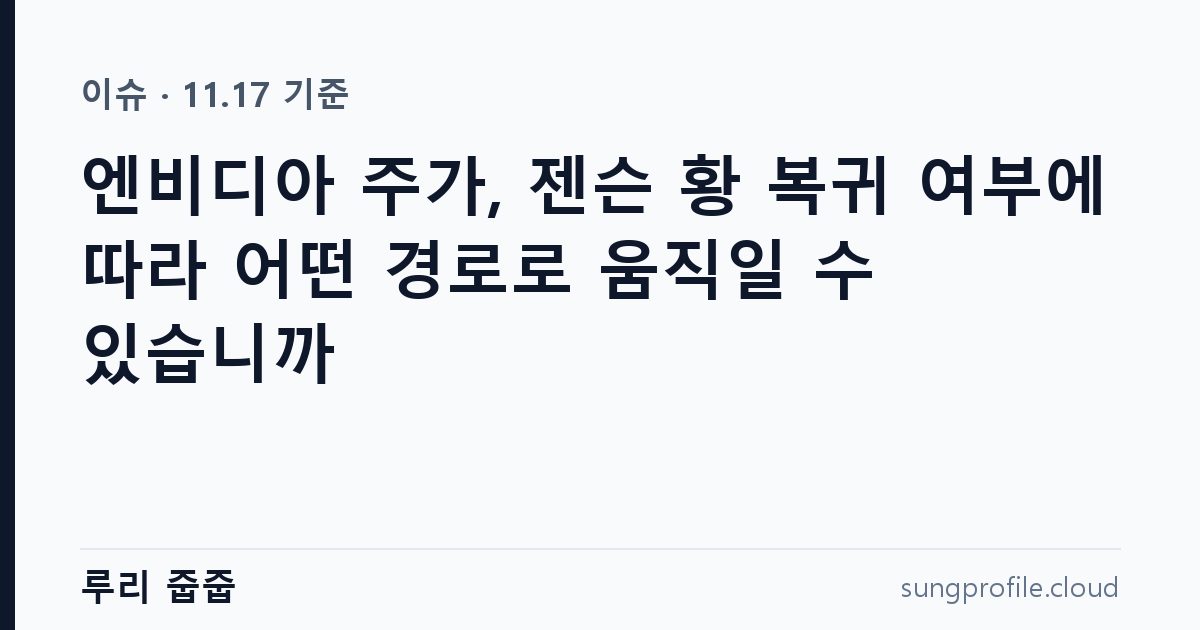 이슈 · 11.17 기준
엔비디아 주가, 젠슨 황 복귀 여부에
따라 어떤 경로로 움직일 수
있습니까
루리 줍줍
sungprofile.cloud